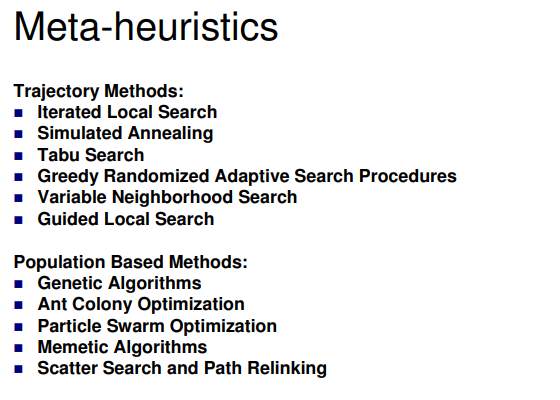 Meta-heuristics
Trajectory Methods:
■ Iterated Local Search
■ Simulated Annealing
■ Tabu Search
■ Greedy Randomized Adaptive Search Procedures
■ Variable Neighborhood Search
■ Guided Local Search
Population Based Methods:
■ Genetic Algorithms
■ Ant Colony Optimization
■ Particle Swarm Optimization
■ Memetic Algorithms
■ Scatter Search and Path Relinking